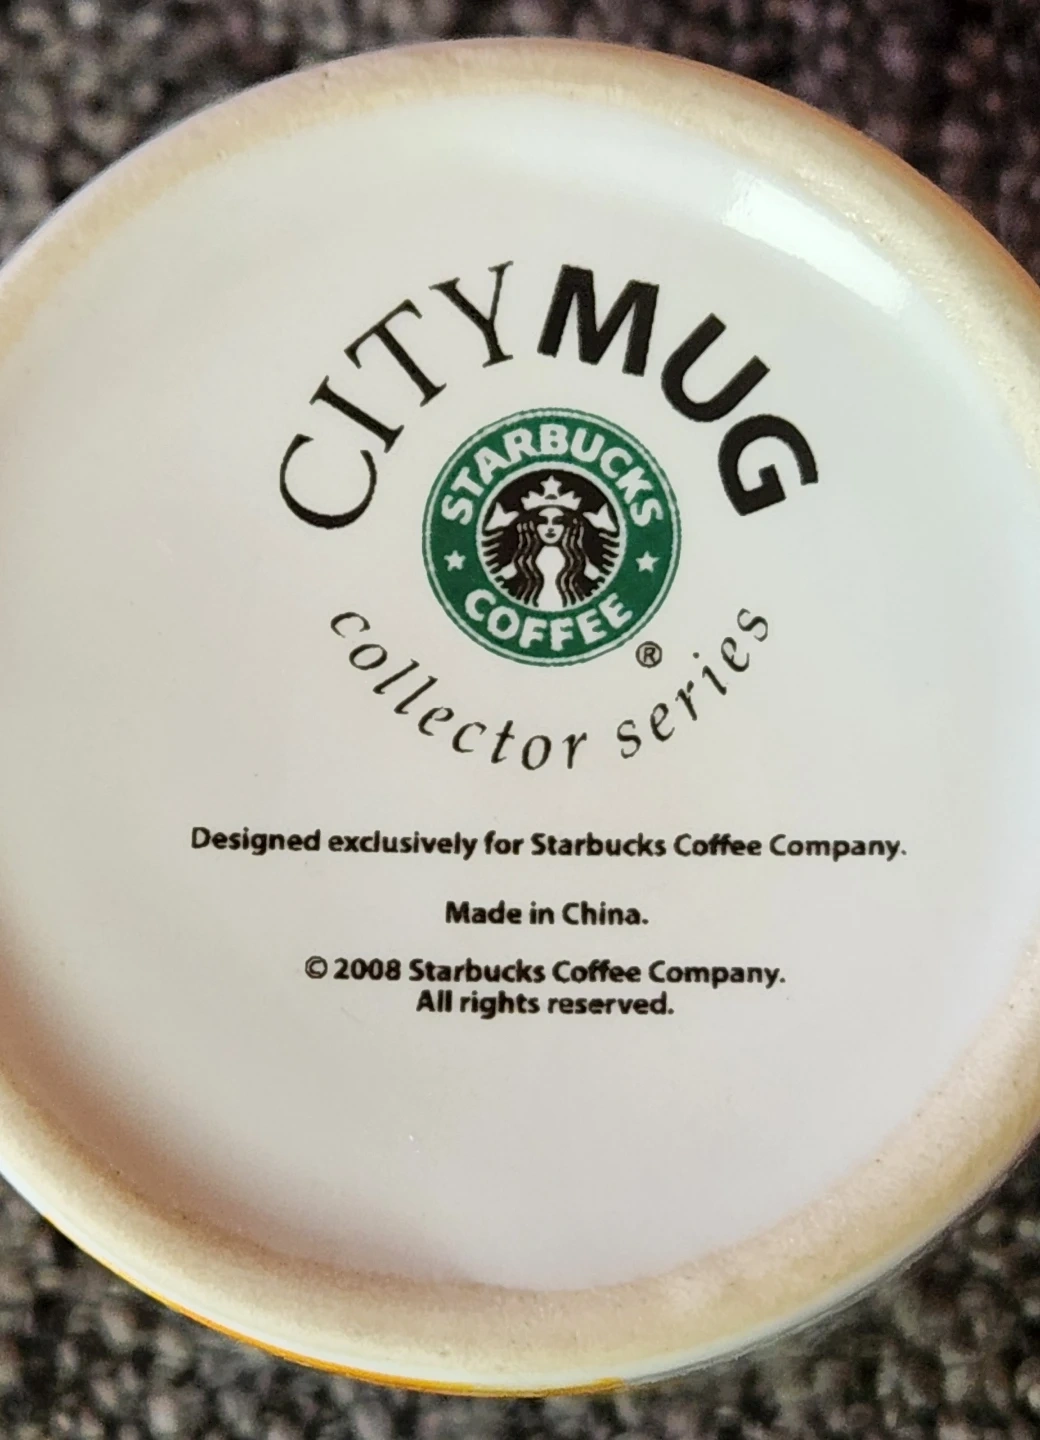 CITYMUG
STARBUCKS
COFFEE
®
collector series
Designed exclusively for Starbucks Coffee Company.
Made in China.
© 2008 Starbucks Coffee Company.
All rights reserved.